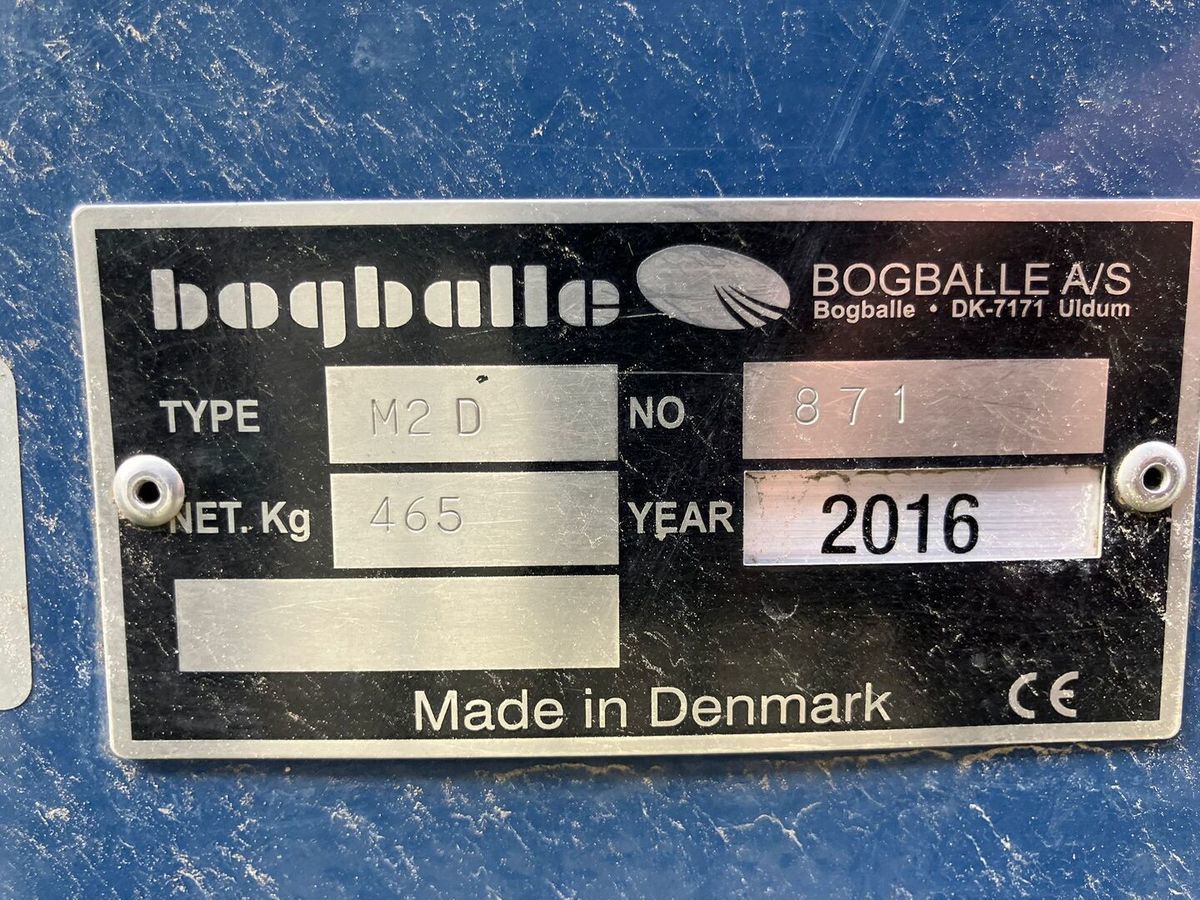 bogballe BOGBALLE A/S
Bogballe • DK-7171 Uldum
TYPE M2 D NO 871
NET. Kg 465 YEAR 2016
Made in Denmark CE